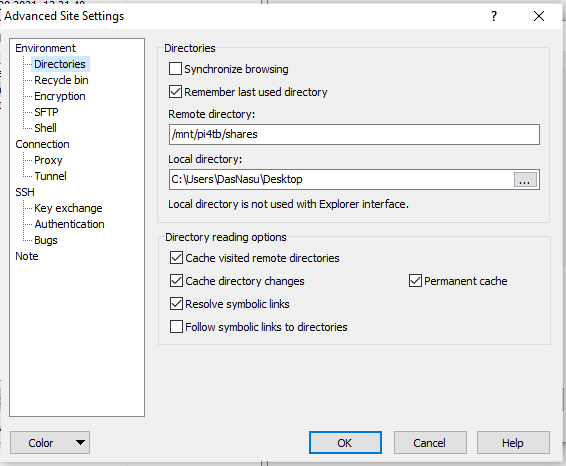 Advanced Site Settings
?
Environment
Directories
Recycle bin
Encryption
SFTP
Shell
Connection
Proxy
Tunnel
SSH
Key exchange
Authentication
Bugs
Note
Directories
Synchronize browsing
Remember last used directory
Remote directory:
/mnt/pi4tb/shares
Local directory:
C:\Users\DasNasu\Desktop
...
Local directory is not used with Explorer interface.
Directory reading options
Cache visited remote directories
Cache directory changes
Permanent cache
Resolve symbolic links
Follow symbolic links to directories
Color
OK
Cancel
Help